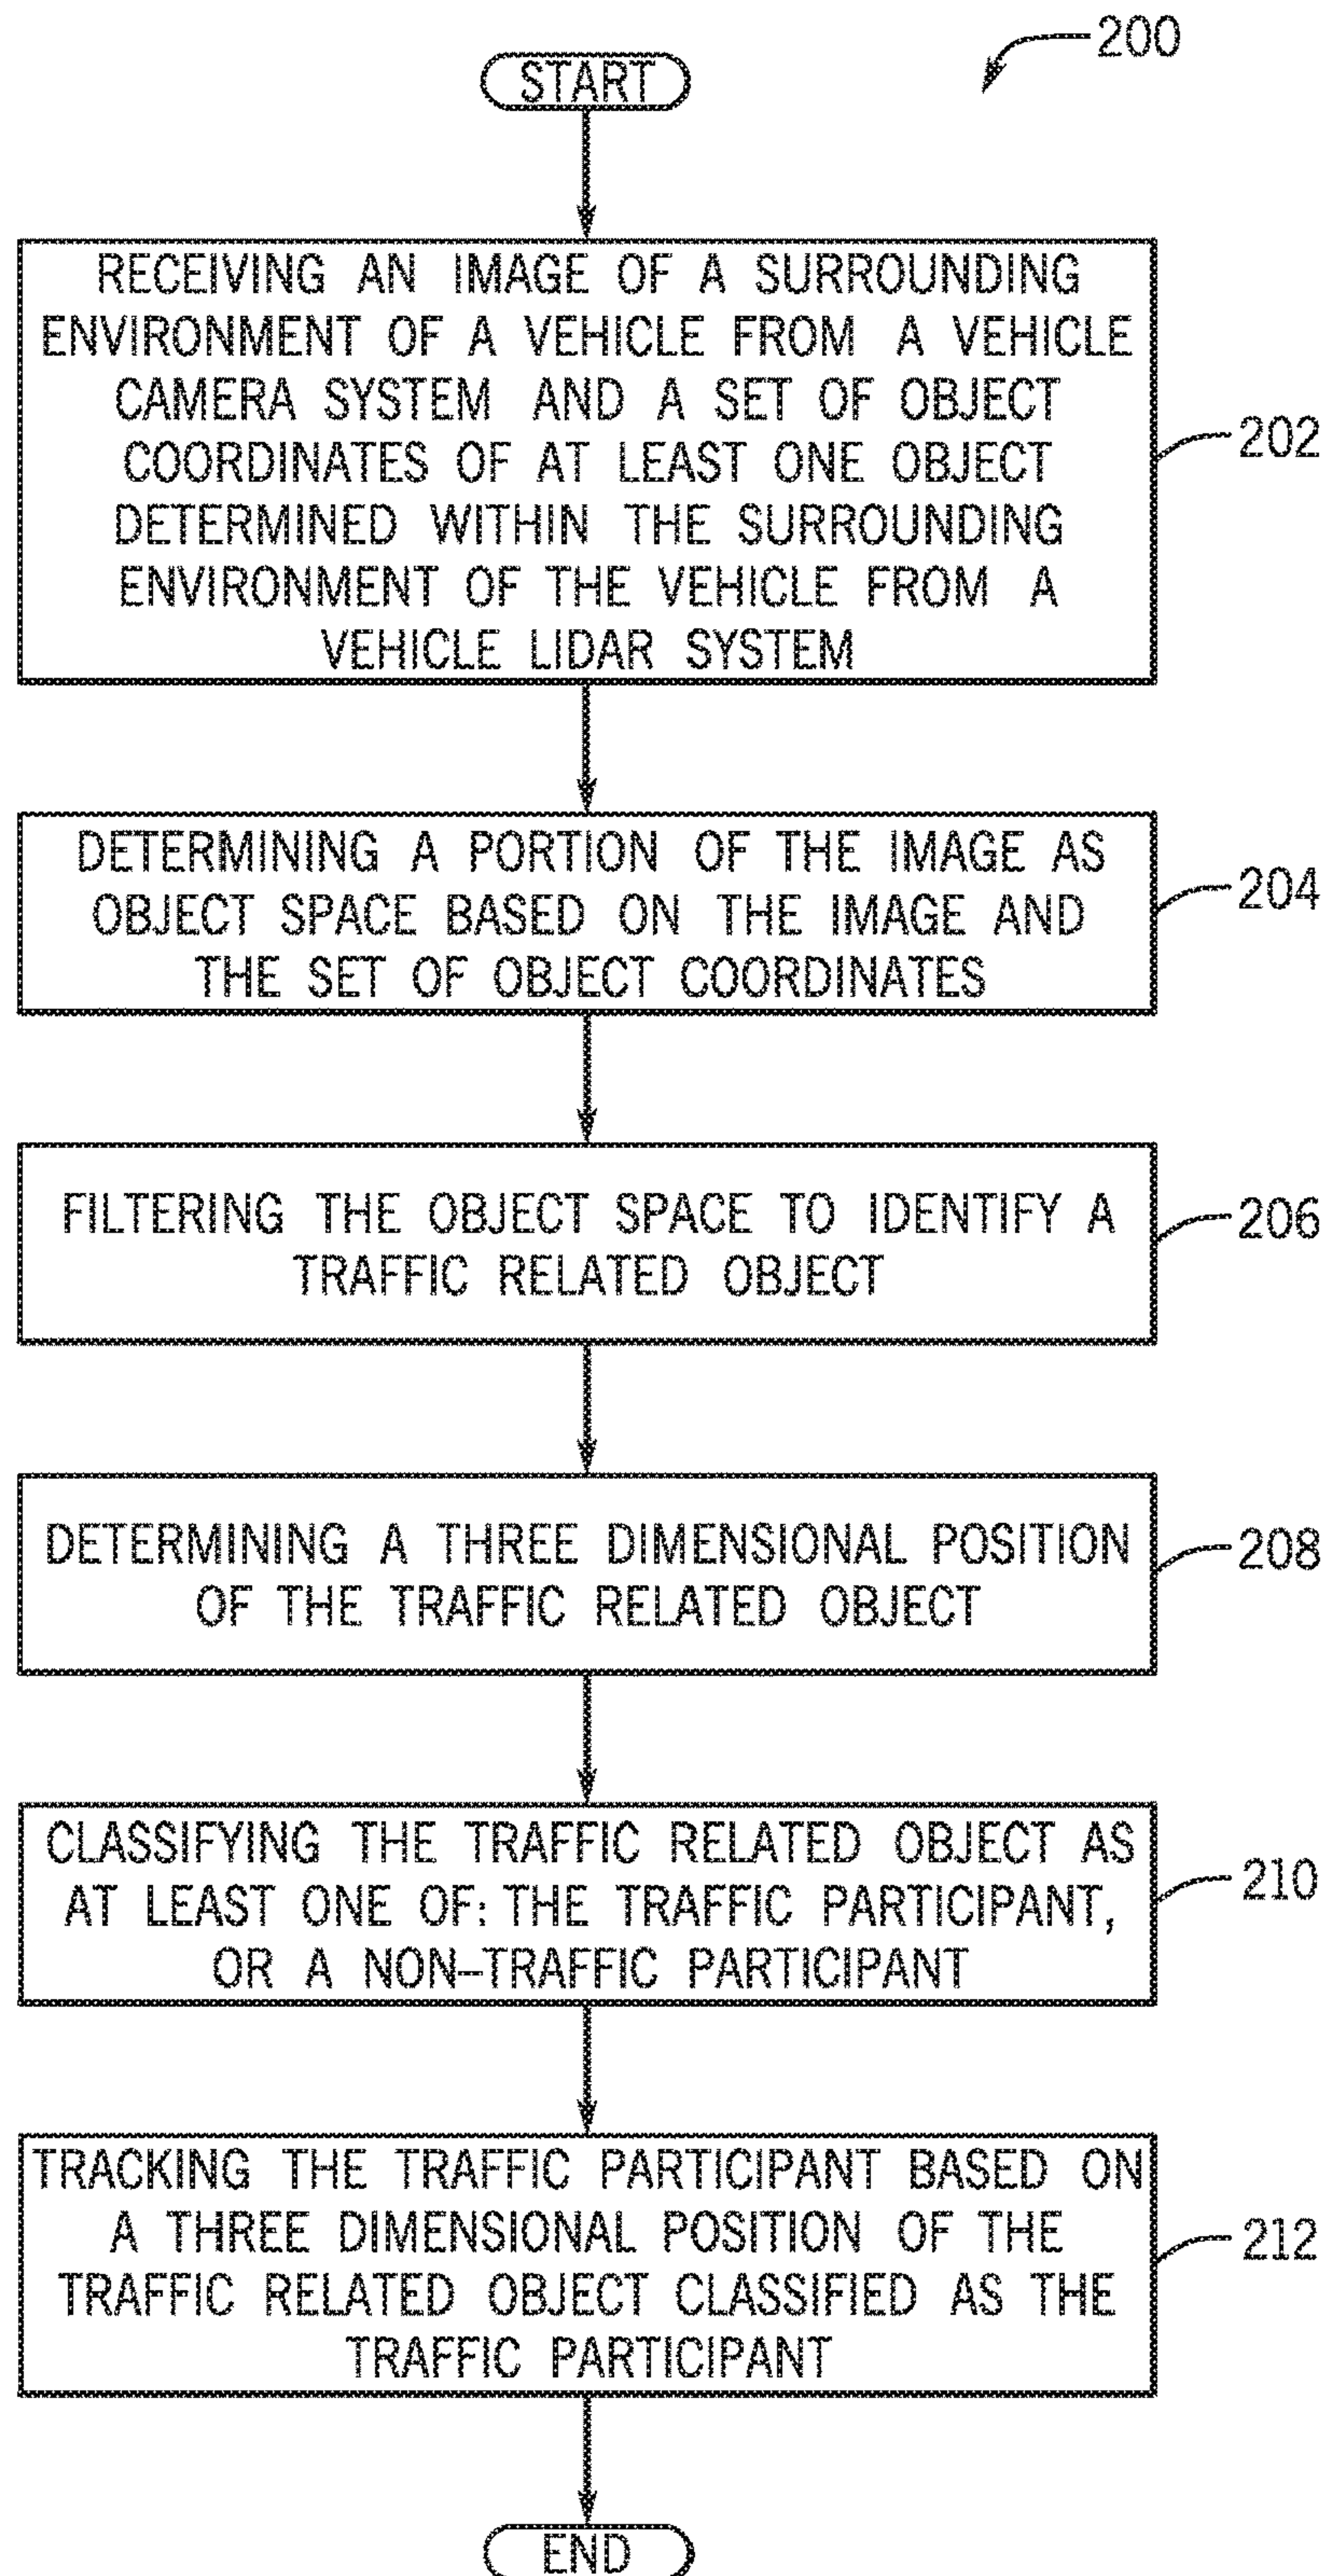 200
START
RECEIVING AN IMAGE OF A SURROUNDING
ENVIRONMENT OF A VEHICLE FROM A VEHICLE
CAMERA SYSTEM AND A SET OF OBJECT
COORDINATES OF AT LEAST ONE OBJECT
DETERMINED WITHIN THE SURROUNDING
ENVIRONMENT OF THE VEHICLE FROM A
VEHICLE LIDAR SYSTEM
202
DETERMINING A PORTION OF THE IMAGE AS
OBJECT SPACE BASED ON THE IMAGE AND
THE SET OF OBJECT COORDINATES
204
FILTERING THE OBJECT SPACE TO IDENTIFY A
TRAFFIC RELATED OBJECT
206
DETERMINING A THREE DIMENSIONAL POSITION
OF THE TRAFFIC RELATED OBJECT
208
CLASSIFYING THE TRAFFIC RELATED OBJECT AS
AT LEAST ONE OF: THE TRAFFIC PARTICIPANT,
OR A NON-TRAFFIC PARTICIPANT
210
TRACKING THE TRAFFIC PARTICIPANT BASED ON
A THREE DIMENSIONAL POSITION OF THE
TRAFFIC RELATED OBJECT CLASSIFIED AS THE
TRAFFIC PARTICIPANT
212
END